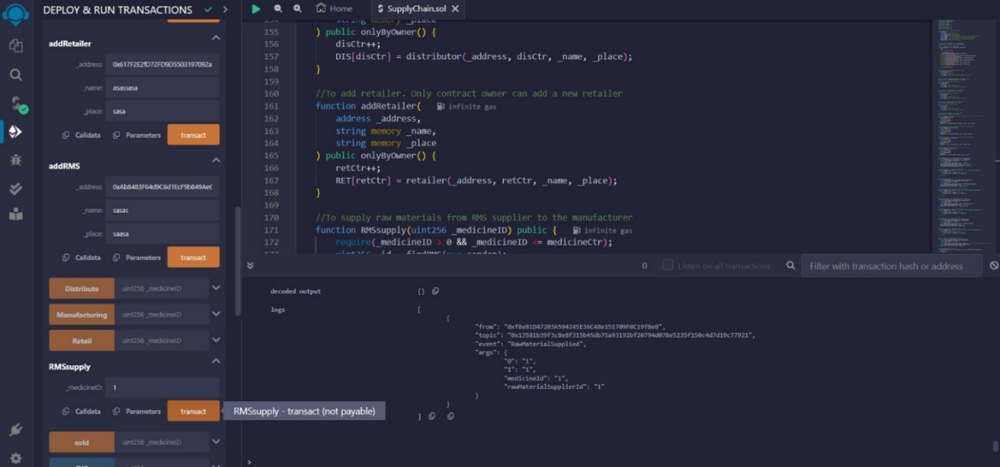 DEPLOY & RUN TRANSACTIONS
addRetailer
_address: 0x617F2E2fD72FD9D5503197092a
_name: asassasa
_place: sasa
Calldata Parameters transact
addRMS
_address: 0xAb8483F64d9C6d1EcF9b849Ae6
_name: sasas
_place: saasa
Calldata Parameters transact
Distribute uint256 _medicineID
Manufacturing uint256 _medicineID
Retail uint256 _medicineID
RMSsupply
_medicineID: 1
Calldata Parameters transact
RMSsupply - transact (not payable)
sold uint256 _medicineID
Home SupplyChain.sol
154 string memory _place
155 ) public onlyByOwner() {
156 disCtr++;
157 DIS[disCtr] = distributor(_address, disCtr, _name, _place);
158 }
159
160 //To add retailer. Only contract owner can add a new retailer
161 function addRetailer( infinite gas
162 address _address,
163 string memory _name,
164 string memory _place
165 ) public onlyByOwner() {
166 retCtr++;
167 RET[retCtr] = retailer(_address, retCtr, _name, _place);
168 }
169
170 //To supply raw materials from RMS supplier to the manufacturer
171 function RMSsupply(uint256 _medicineID) public { infinite gas
172 require(_medicineID > 0 && _medicineID <= medicineCtr);
0 Listen on all transactions Filter with transaction hash or address
decoded output {}
logs [
{
"from": "0xf8e81D47203A594245E36C48e151709F0C19fBe8",
"topic": "0x13581b39f3c8e8f315b45db75a93192bf20794d078e5235f150c4d7d19c77921",
"event": "RawMaterialSupplied",
"args": {
"0": "1",
"1": "1",
"medicineId": "1",
"rawMaterialSupplierId": "1"
}
}
]
>